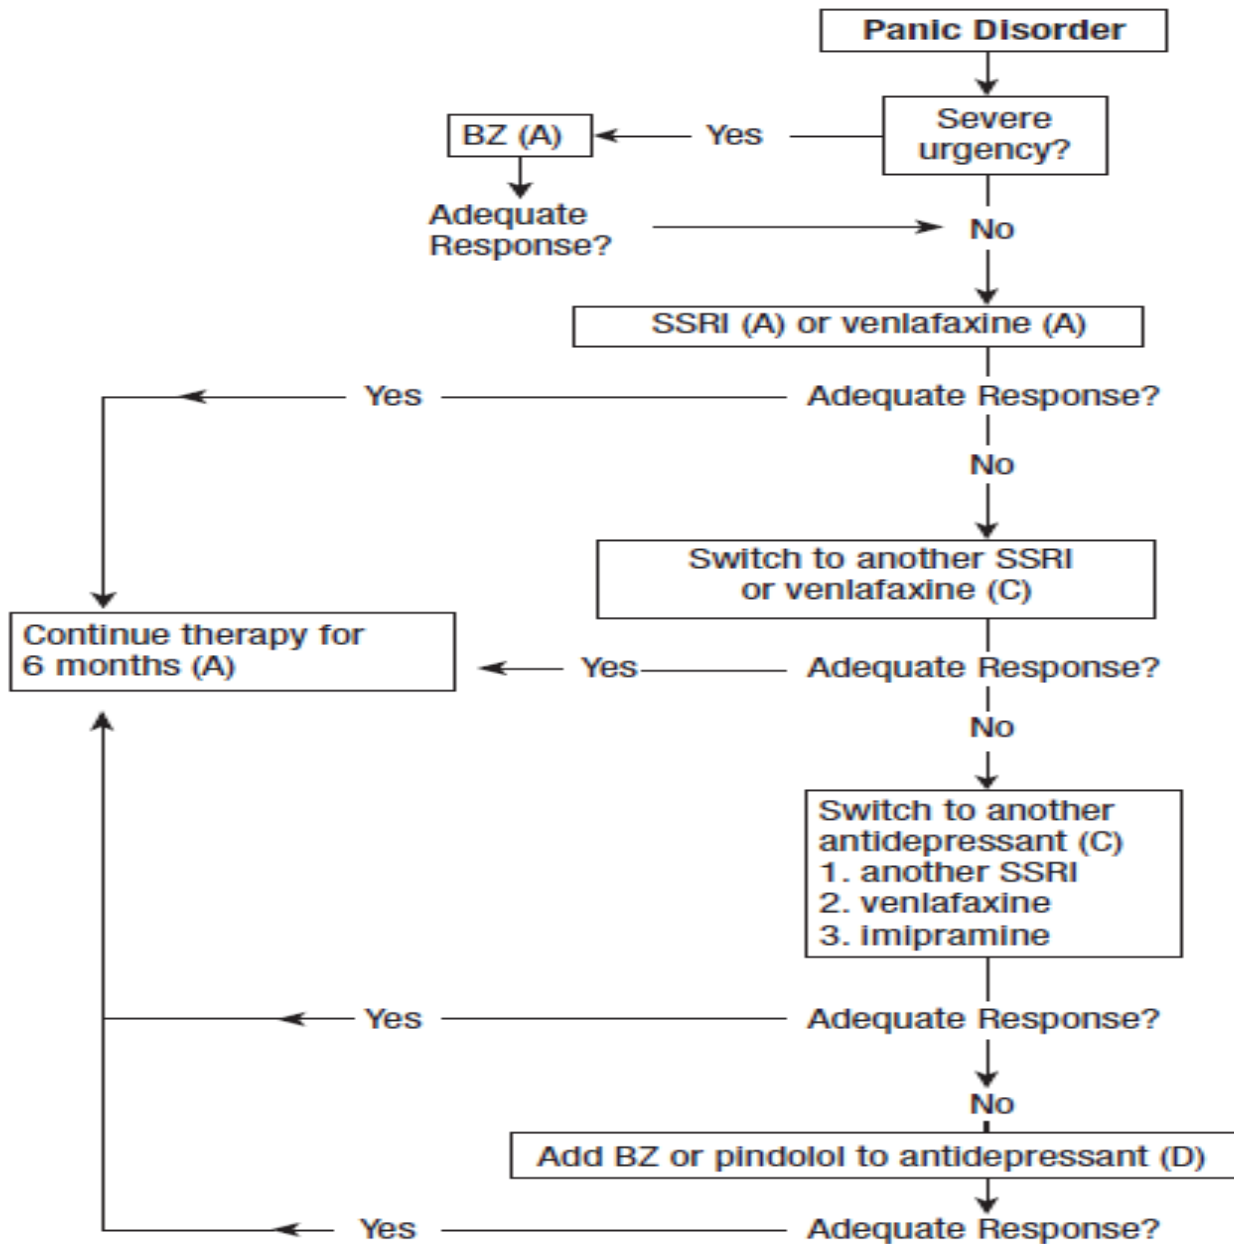 Panic Disorder
Severe
urgency?
Yes
BZ (A)
Adequate
Response?
No
SSRI (A) or venlafaxine (A)
Adequate Response?
Yes
No
Switch to another SSRI
or venlafaxine (C)
Continue therapy for
6 months (A)
Adequate Response?
Yes
No
Switch to another
antidepressant (C)
1. another SSRI
2. venlafaxine
3. imipramine
Adequate Response?
Yes
No
Add BZ or pindolol to antidepressant (D)
Adequate Response?
Yes